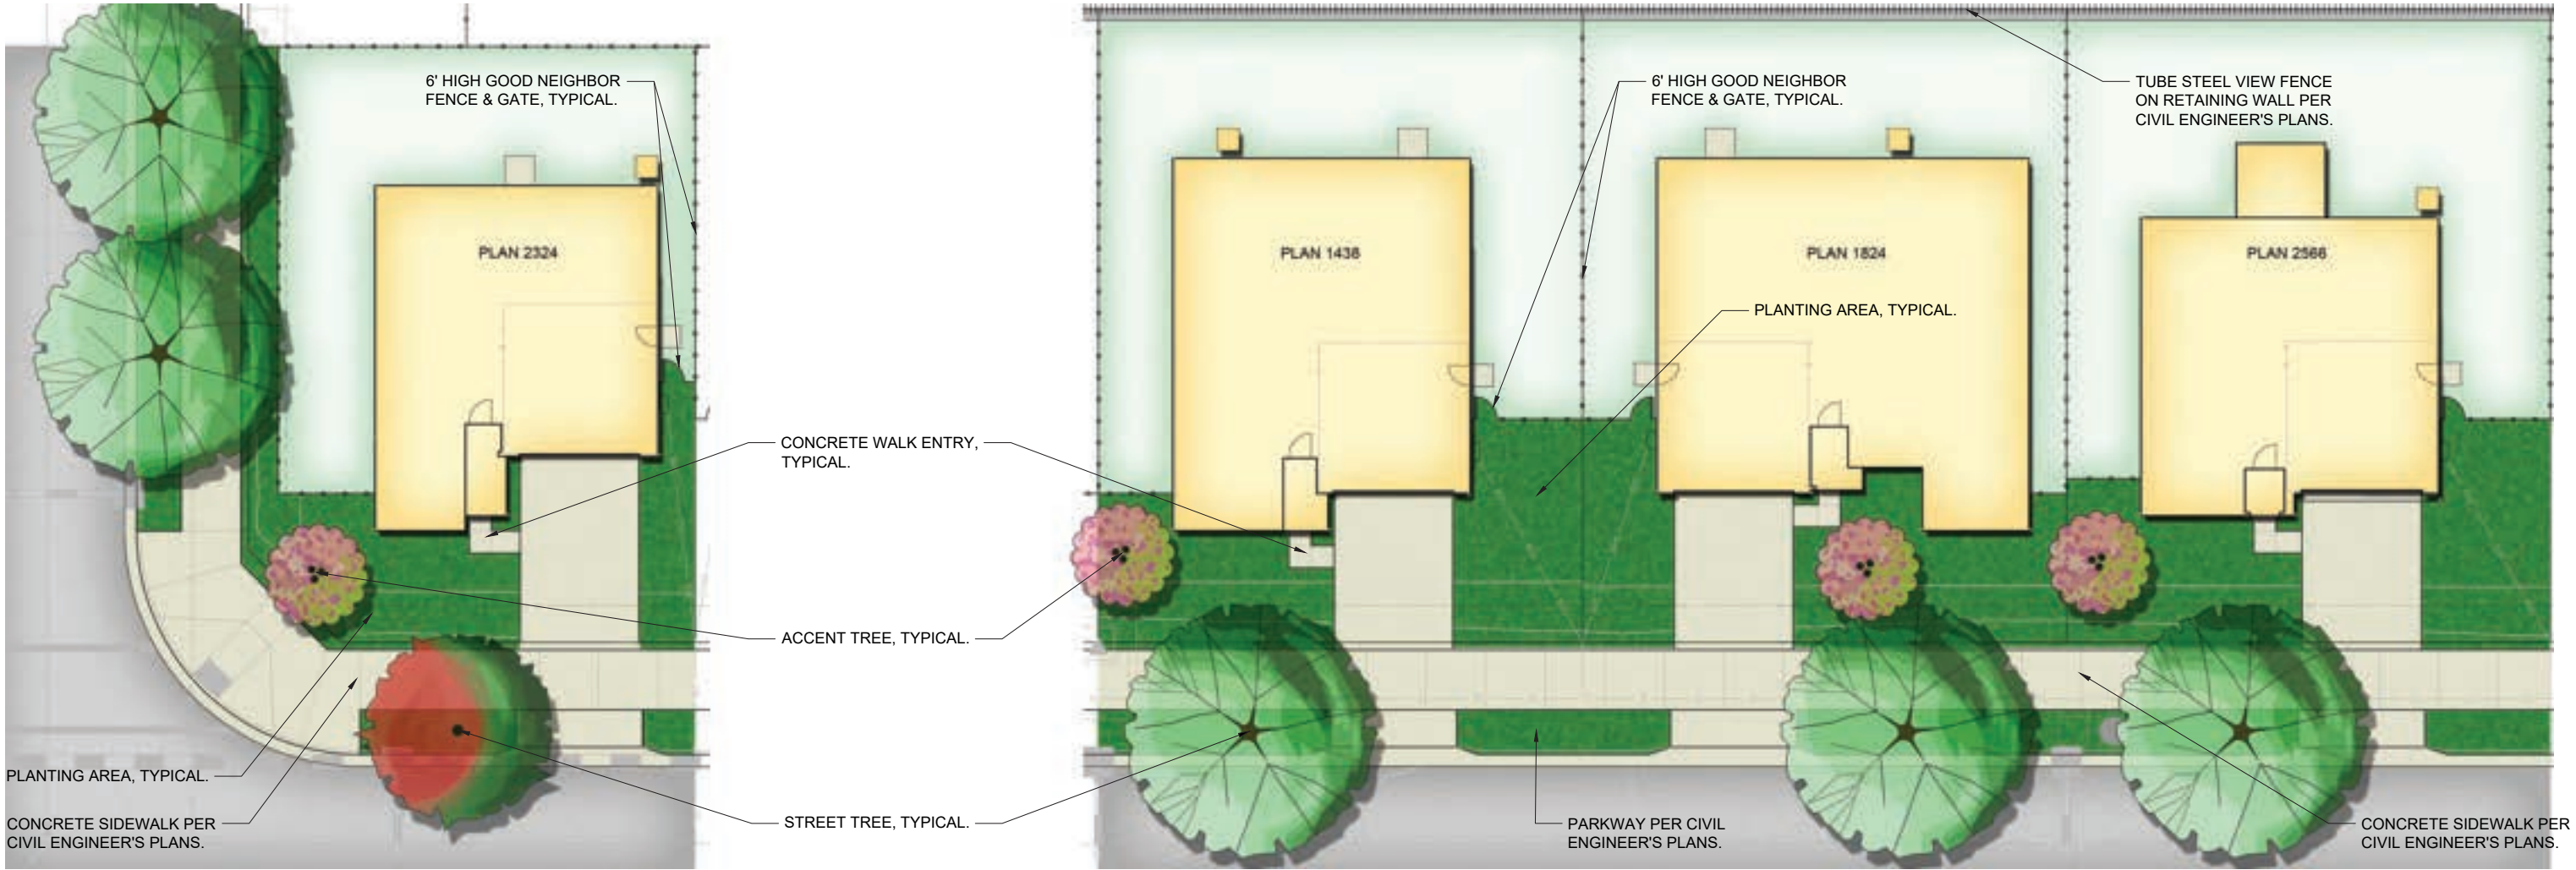 6' HIGH GOOD NEIGHBOR
FENCE & GATE, TYPICAL.
6' HIGH GOOD NEIGHBOR
FENCE & GATE, TYPICAL.
TUBE STEEL VIEW FENCE
ON RETAINING WALL PER
CIVIL ENGINEER'S PLANS.
PLAN 2324
PLAN 1438
PLAN 1824
PLAN 2566
PLANTING AREA, TYPICAL.
CONCRETE WALK ENTRY,
TYPICAL.
ACCENT TREE, TYPICAL.
PLANTING AREA, TYPICAL.
CONCRETE SIDEWALK PER
CIVIL ENGINEER'S PLANS.
STREET TREE, TYPICAL.
PARKWAY PER CIVIL
ENGINEER'S PLANS.
CONCRETE SIDEWALK PER
CIVIL ENGINEER'S PLANS.